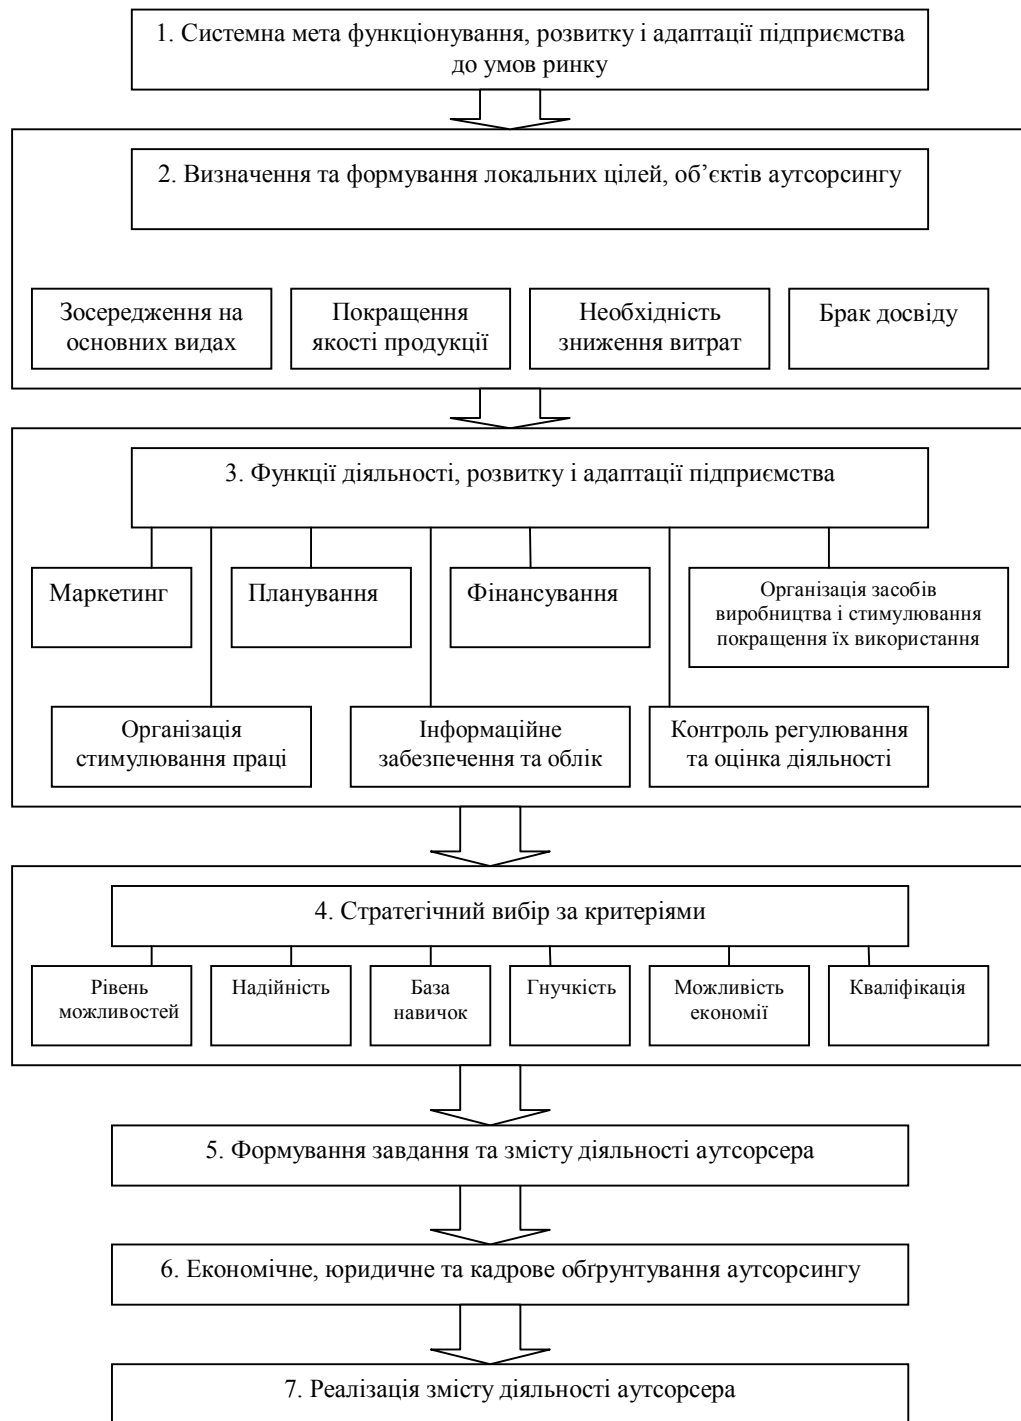 1. Системна мета функціонування, розвитку і адаптації підприємства
до умов ринку
2. Визначення та формування локальних цілей, об’єктів аутсорсингу
Зосередження на
основних видах
Покращення
якості продукції
Необхідність
зниження витрат
Брак досвіду
3. Функції діяльності, розвитку і адаптації підприємства
Маркетинг
Планування
Фінансування
Організація засобів
виробництва і стимулювання
покращення їх використання
Організація
стимулювання праці
Інформаційне
забезпечення та облік
Контроль регулювання
та оцінка діяльності
4. Стратегічний вибір за критеріями
Рівень
можливостей
Надійність
База
навичок
Гнучкість
Можливість
економії
Кваліфікація
5. Формування завдання та змісту діяльності аутсорсера
6. Економічне, юридичне та кадрове обґрунтування аутсорсингу
7. Реалізація змісту діяльності аутсорсера